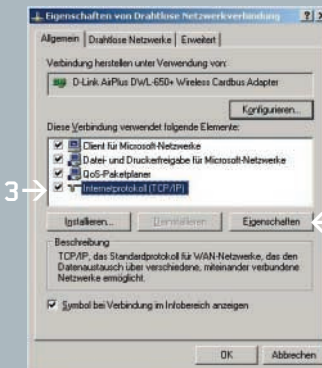 Eigenschaften von Drahtlose Netzwerkverbindung
Allgemein Drahtlose Netzwerke Erweitert
Verbindung herstellen unter Verwendung von:
D-Link AirPlus DWL-650+ Wireless Cardbus Adapter
Konfigurieren...
Diese Verbindung verwendet folgende Elemente:
Client für Microsoft-Netzwerke
Datei- und Druckerfreigabe für Microsoft-Netzwerke
QoS-Paketplaner
3
Internetprotokoll (TCP/IP)
Installieren... Deinstallieren Eigenschaften
Beschreibung
TCP/IP, das Standardprotokoll für WAN-Netzwerke, das den
Datenaustausch über verschiedene, miteinander verbundene
Netzwerke ermöglicht.
Symbol bei Verbindung im Infobereich anzeigen
OK Abbrechen